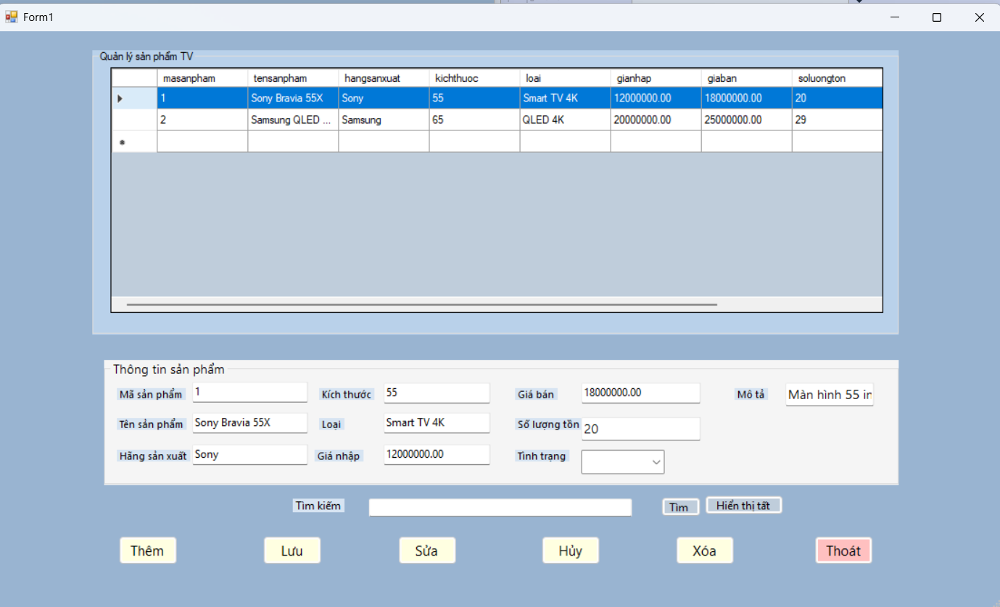 Form1
Quản lý sản phẩm TV
masanpham tensanpham hangsanxuat kichthuoc loai gianhap giaban soluongton
1 Sony Bravia 55X Sony 55 Smart TV 4K 12000000.00 18000000.00 20
2 Samsung QLED ... Samsung 65 QLED 4K 20000000.00 25000000.00 29
Thông tin sản phẩm
Mã sản phẩm 1 Kích thước 55 Giá bán 18000000.00 Mô tả Màn hình 55 in
Tên sản phẩm Sony Bravia 55X Loại Smart TV 4K Số lượng tồn 20
Hãng sản xuất Sony Giá nhập 12000000.00 Tình trạng
Tìm kiếm Tìm Hiển thị tất
Thêm Lưu Sửa Hủy Xóa Thoát